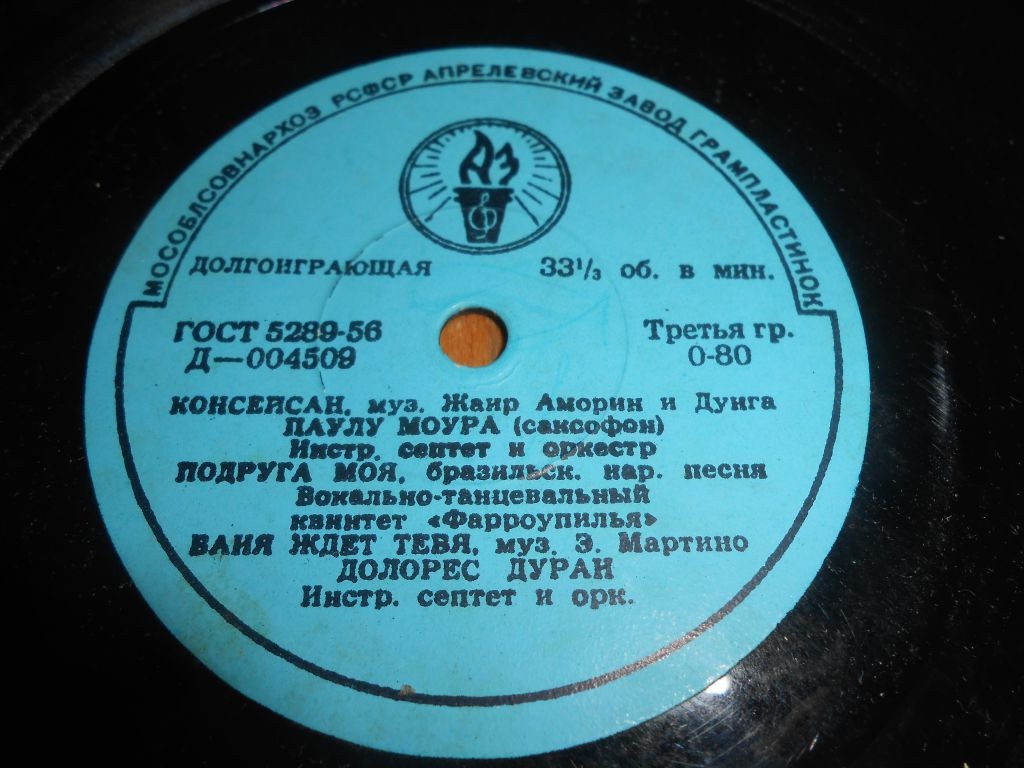 МОСОБЛСОВНАРХОЗ РСФСР АПРЕЛЕВСКИЙ ЗАВОД ГРАМПЛАСТИНОК
АЗ
ДОЛГОИГРАЮЩАЯ 33⅓ об. в мин.
ГОСТ 5289-56 Третья гр.
Д—004509 0-80
КОНСЕЙСАН, муз. Жаир Аморин и Дунга
ПАУЛУ МОУРА (саксофон)
Инстр. септет и оркестр
ПОДРУГА МОЯ, бразильск. нар. песня
Вокально-танцевальный
квинтет «Фарроупилья»
ВАНЯ ЖДЕТ ТЕБЯ, муз. Э. Мартино
ДОЛОРЕС ДУРАН
Инстр. септет и орк.